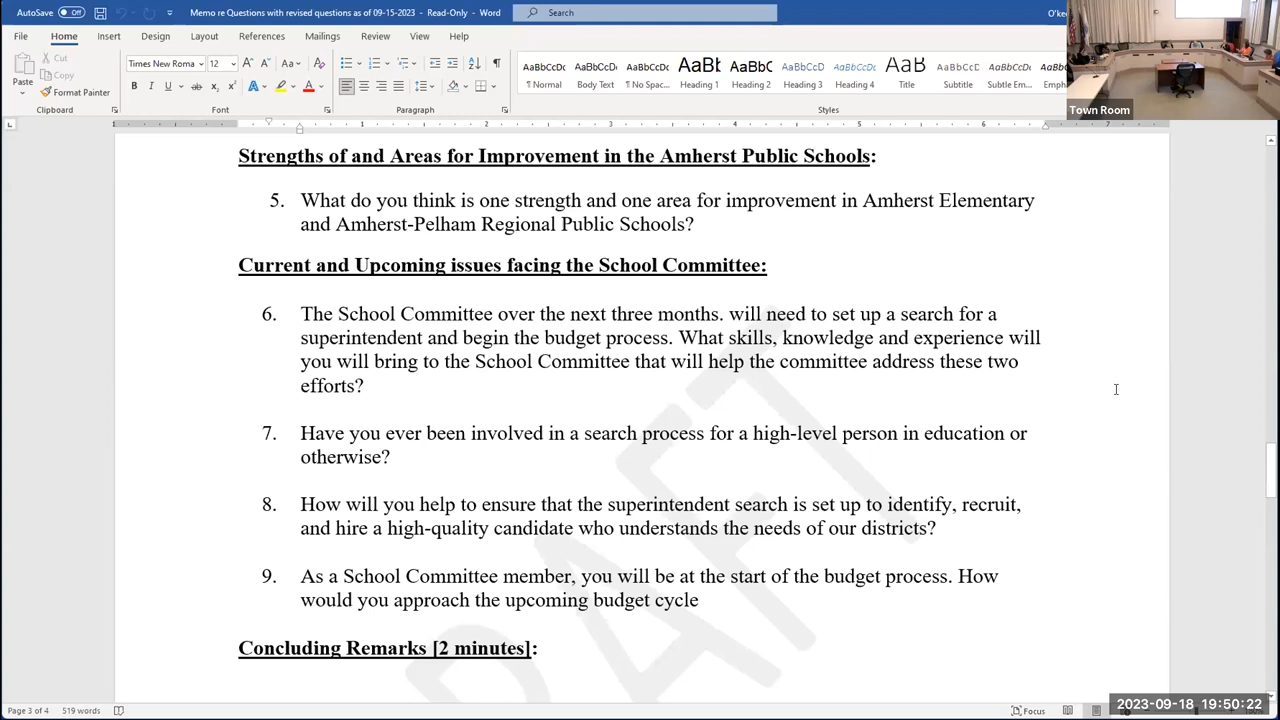 AutoSave Off Memo re Questions with revised questions as of 09-15-2023 - Read-Only - Word Search O'kee
File Home Insert Design Layout References Mailings Review View Help
Paste Cut Copy Format Painter Clipboard
Times New Roma 12 Font
Paragraph
AaBbCcDd ¶ Normal
AaBbCcDd Body Text
AaBbCcDd ¶ No Spac...
AaBb Heading 1
AaBbCc Heading 2
AaBbCcD Heading 3
AaBbCcDc Heading 4
AaB Title
AaBbCcD Subtitle
AaBbCcDd Subtle Em...
Styles
Town Room
Strengths of and Areas for Improvement in the Amherst Public Schools:
5. What do you think is one strength and one area for improvement in Amherst Elementary
and Amherst-Pelham Regional Public Schools?
Current and Upcoming issues facing the School Committee:
6. The School Committee over the next three months. will need to set up a search for a
superintendent and begin the budget process. What skills, knowledge and experience will
you will bring to the School Committee that will help the committee address these two
efforts?
7. Have you ever been involved in a search process for a high-level person in education or
otherwise?
8. How will you help to ensure that the superintendent search is set up to identify, recruit,
and hire a high-quality candidate who understands the needs of our districts?
9. As a School Committee member, you will be at the start of the budget process. How
would you approach the upcoming budget cycle
Concluding Remarks [2 minutes]:
DRAFT
Page 3 of 4 519 words Focus
2023-09-18 19:50:22